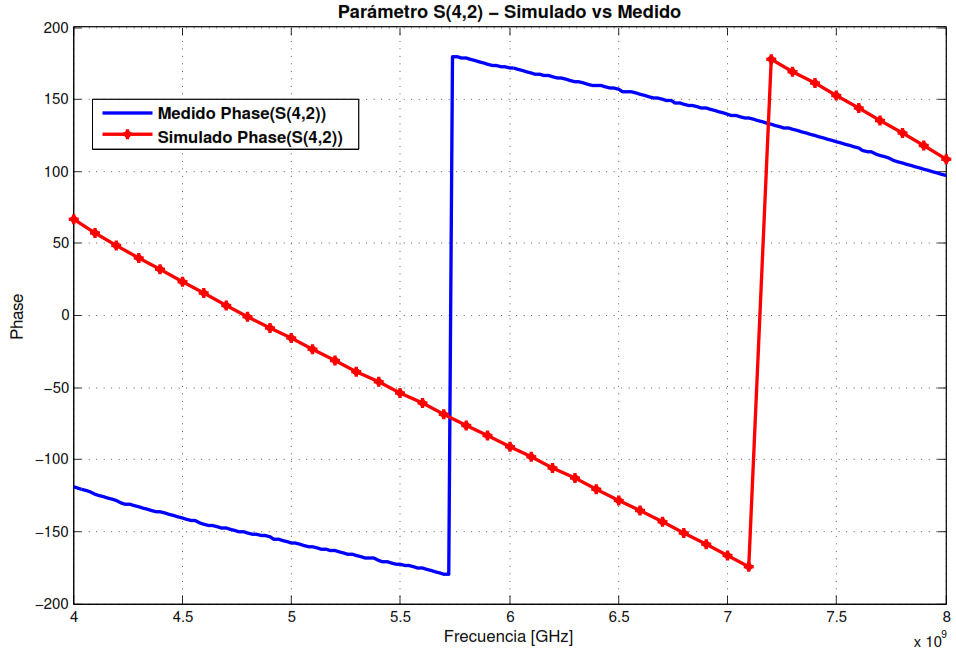 Parámetro S(4,2) – Simulado vs Medido
200
150
100
50
0
−50
−100
−150
−200
Phase
Medido Phase(S(4,2))
Simulado Phase(S(4,2))
4 4.5 5 5.5 6 6.5 7 7.5 8
Frecuencia [GHz]
x 10⁹